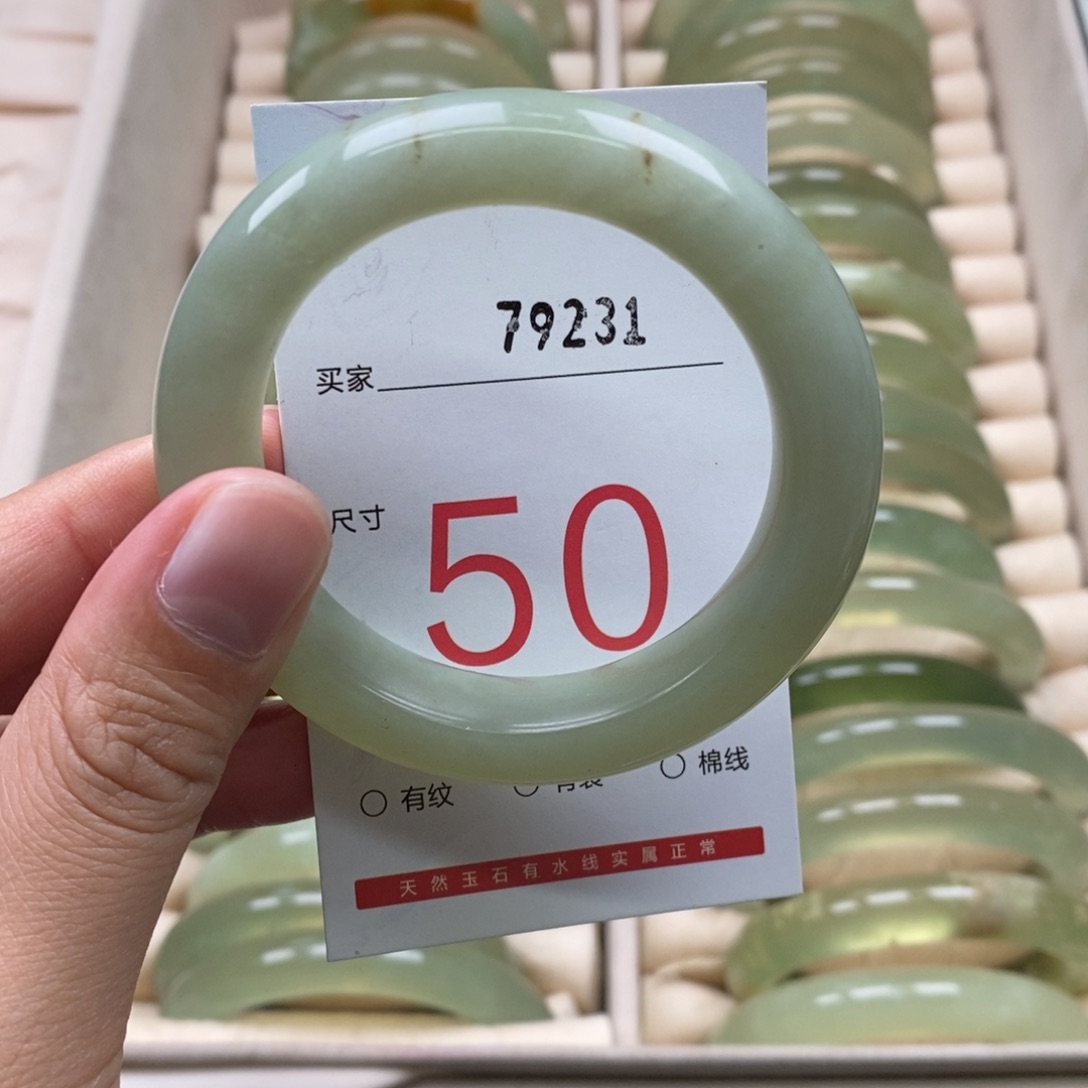 79231
买家
尺寸 50
○ 有纹 ○ ○ 棉线
天然玉石有水线实属正常